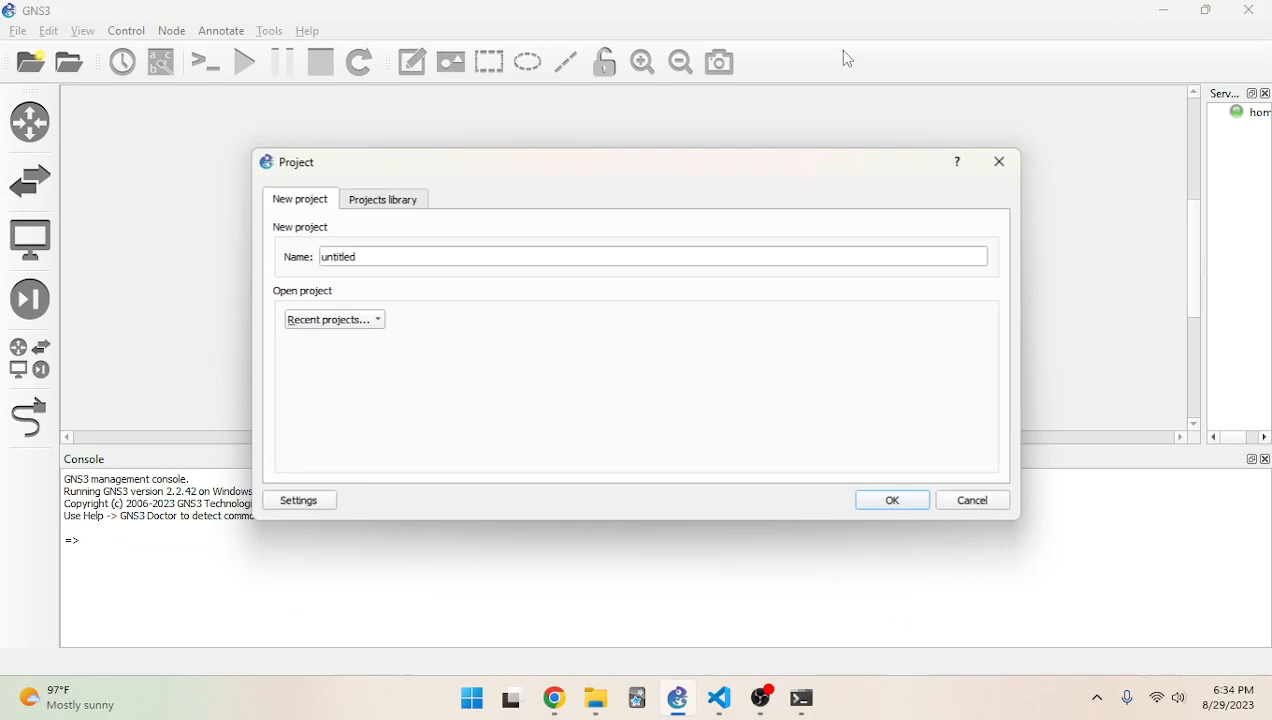 GNS3
File Edit View Control Node Annotate Tools Help
Serv...
hom
Project
?
New project
Projects library
New project
Name: untitled
Open project
Recent projects...
Settings
OK
Cancel
Console
GNS3 management console.
Running GNS3 version 2.2.42 on Windows
Copyright (c) 2006-2023 GNS3 Technologi
Use Help -> GNS3 Doctor to detect comm
=>
97°F
Mostly sunny
6:34 PM
8/29/2023